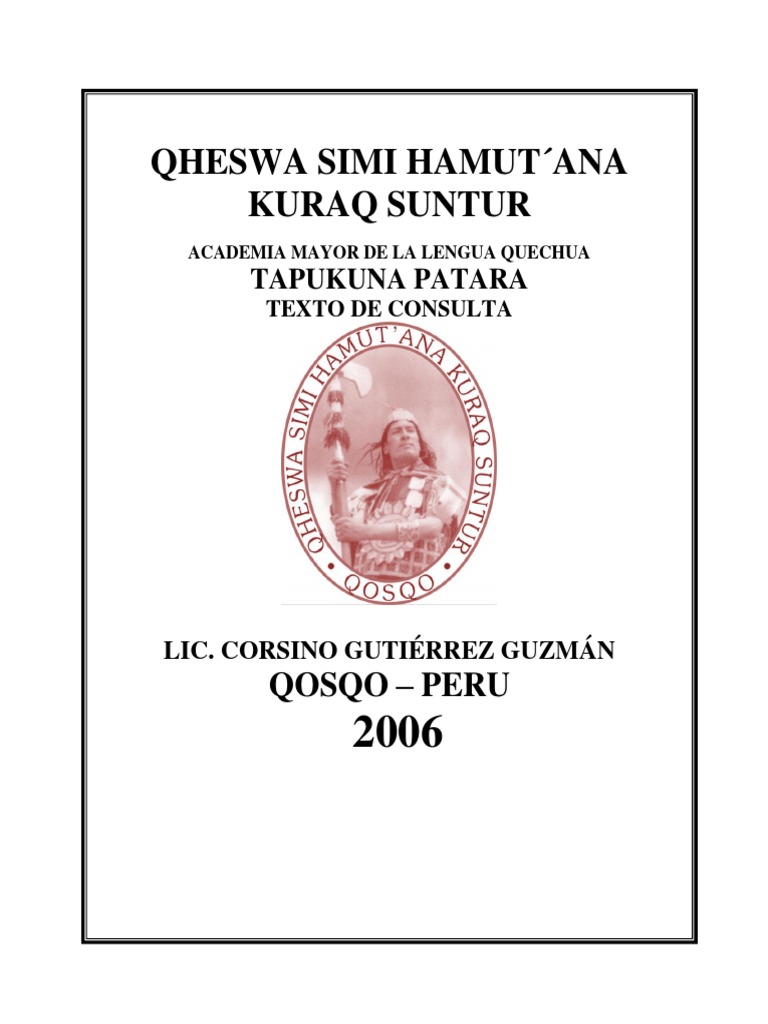 QHESWA SIMI HAMUT´ANA
KURAQ SUNTUR
ACADEMIA MAYOR DE LA LENGUA QUECHUA
TAPUKUNA PATARA
TEXTO DE CONSULTA
QHESWA SIMI HAMUT'ANA KURAQ SUNTUR
• QOSQO •
LIC. CORSINO GUTIÉRREZ GUZMÁN
QOSQO – PERU
2006